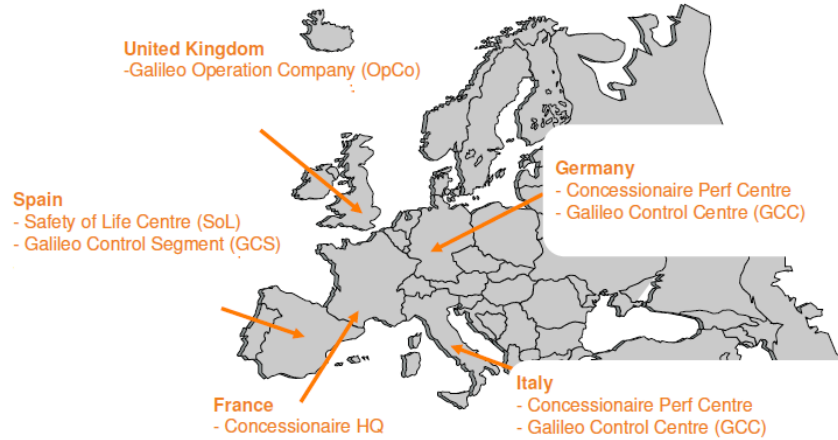 United Kingdom
-Galileo Operation Company (OpCo)
Germany
- Concessionaire Perf Centre
- Galileo Control Centre (GCC)
Spain
- Safety of Life Centre (SoL)
- Galileo Control Segment (GCS)
France
- Concessionaire HQ
Italy
- Concessionaire Perf Centre
- Galileo Control Centre (GCC)